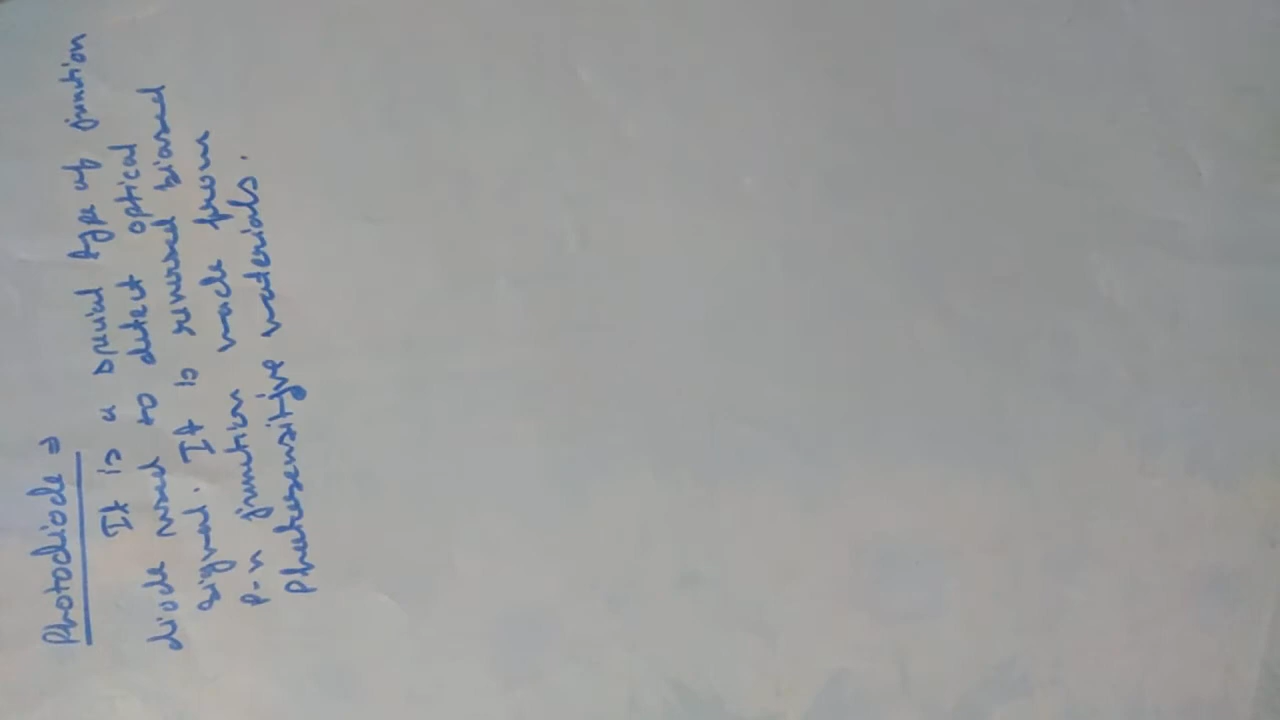 Photodiode ⇒
It is a special type of junction
diode used to detect optical
signal. It is reversed biased
p-n junction made from
Photosensitive materials.